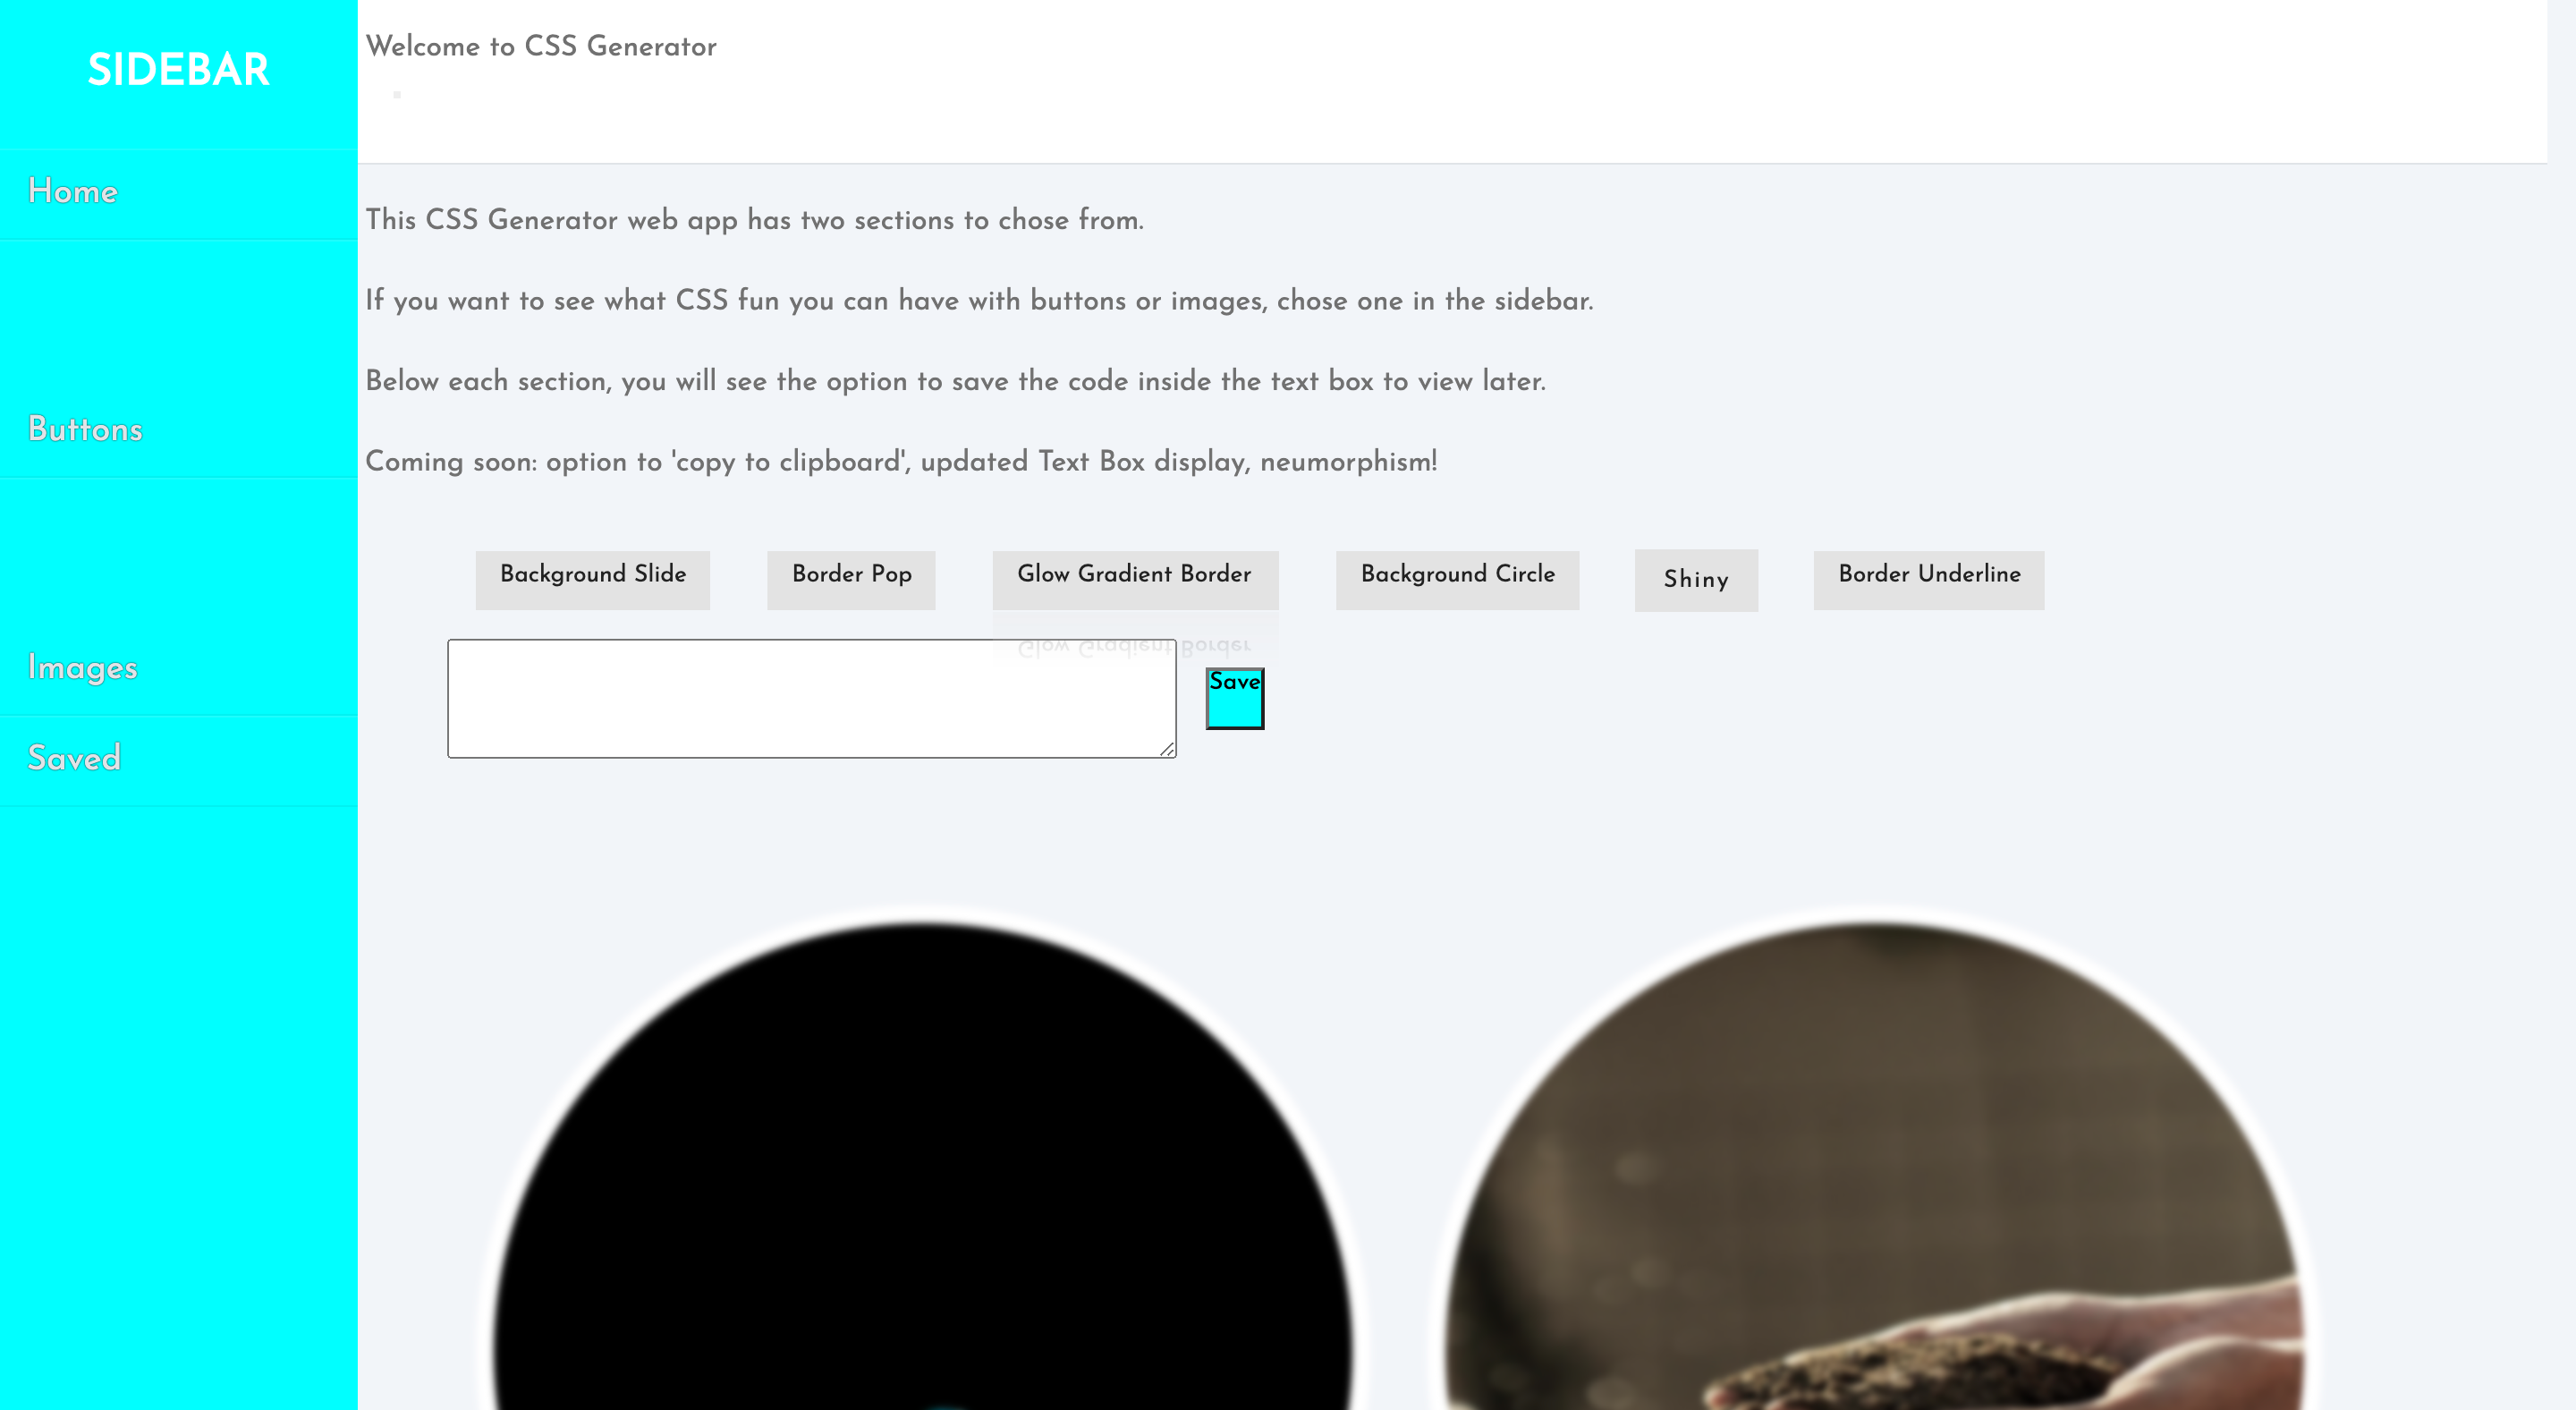 SIDEBAR
Home
Buttons
Images
Saved
Welcome to CSS Generator
This CSS Generator web app has two sections to chose from.
If you want to see what CSS fun you can have with buttons or images, chose one in the sidebar.
Below each section, you will see the option to save the code inside the text box to view later.
Coming soon: option to 'copy to clipboard', updated Text Box display, neumorphism!
Background Slide Border Pop Glow Gradient Border Background Circle Shiny Border Underline
Glow Gradient Border
Save